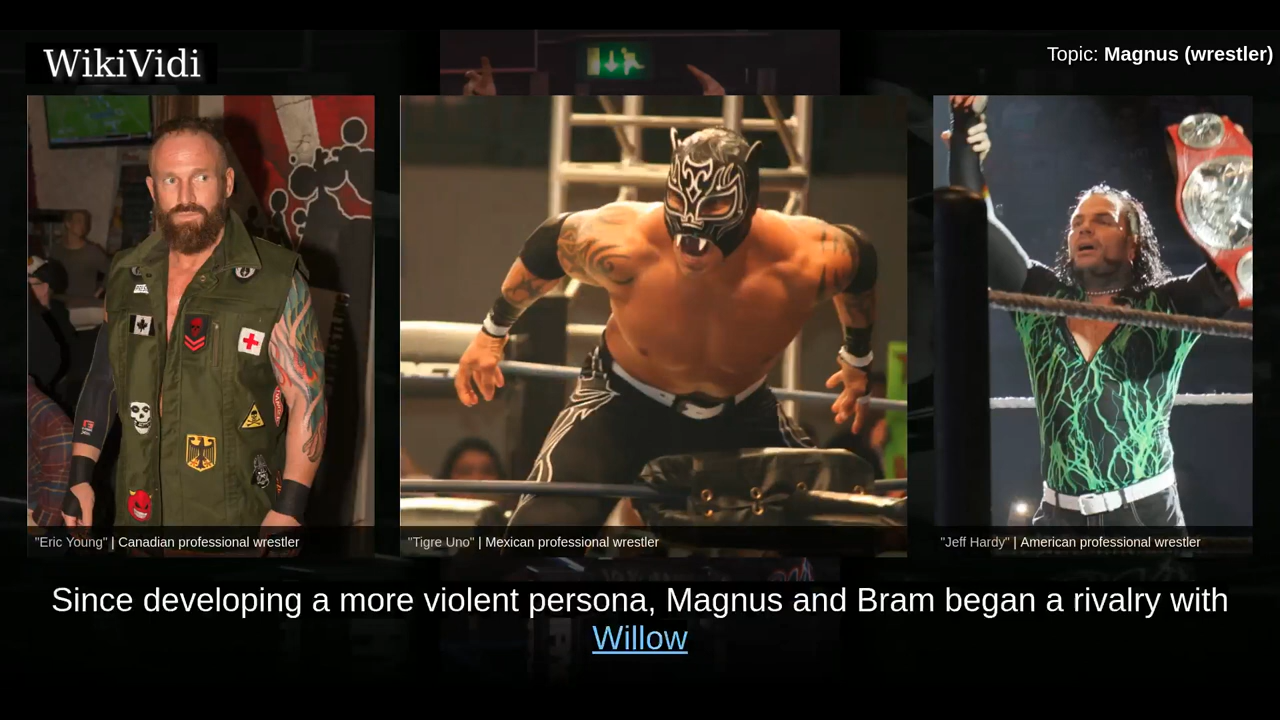 WikiVidi
Topic: Magnus (wrestler)
"Eric Young" | Canadian professional wrestler
"Tigre Uno" | Mexican professional wrestler
"Jeff Hardy" | American professional wrestler
Since developing a more violent persona, Magnus and Bram began a rivalry with
Willow